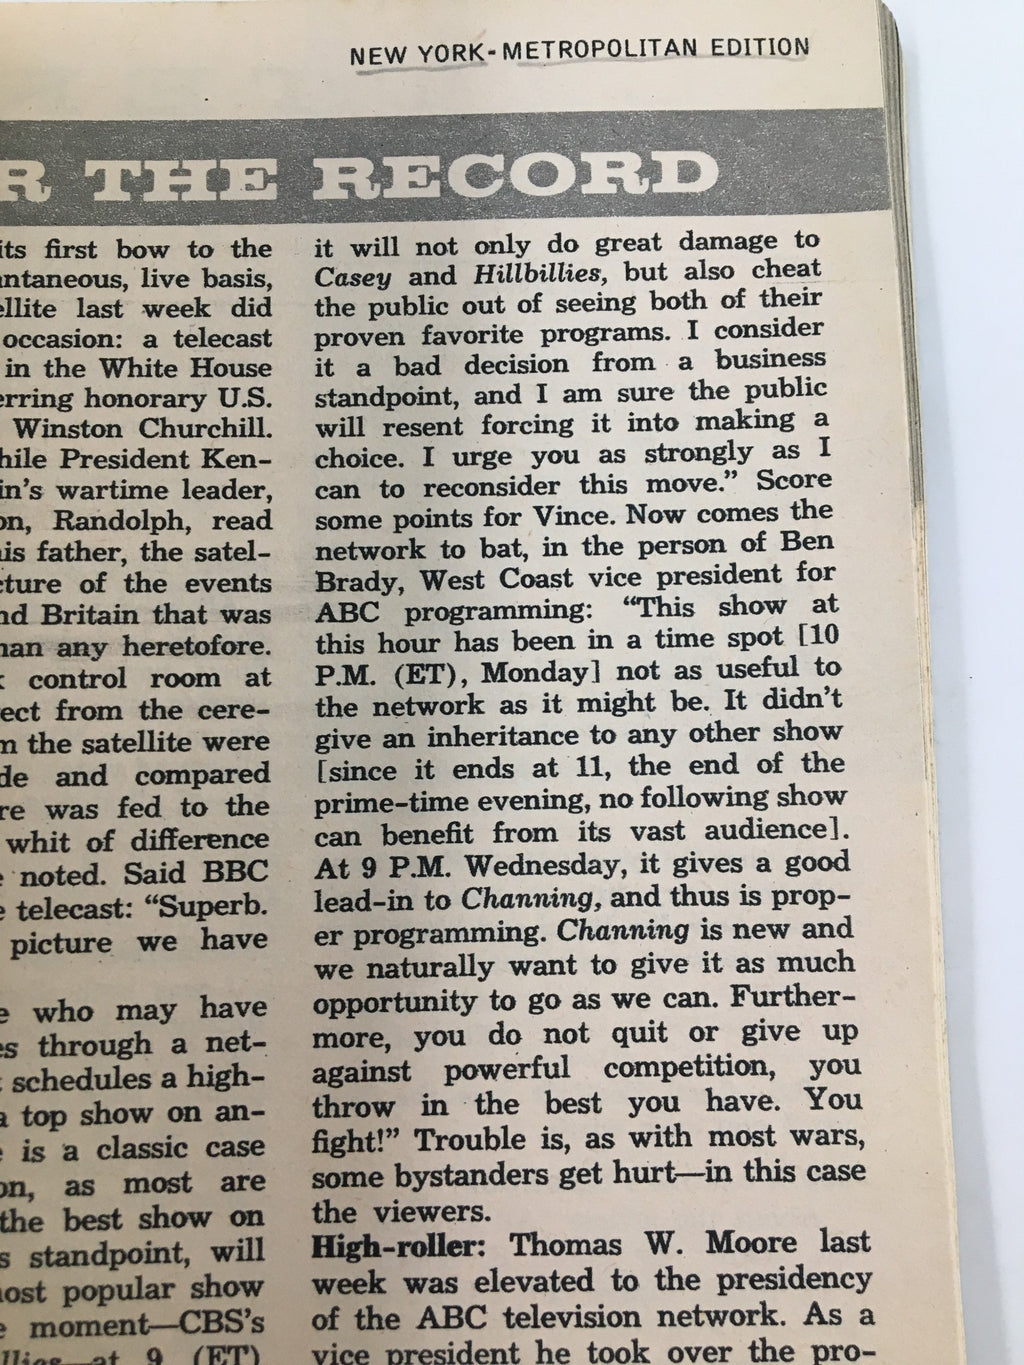 NEW YORK-METROPOLITAN EDITION
THE RECORD
its first bow to the
live basis,
last week did
occasion: a telecast
in the White House
honorary U.S.
Winston Churchill.
President Ken-
wartime leader,
Randolph, read
his father, the satel-
of the events
and Britain that was
than any heretofore.
control room at
from the cere-
the satellite were
and compared
was fed to the
whit of difference
noted. Said BBC
telecast: "Superb.
picture we have
who may have
through a net-
schedules a high-
a top show on an-
is a classic case
as most are
the best show on
standpoint, will
most popular show
moment—CBS's
at 9 (ET)
it will not only do great damage to
Casey and Hillbillies, but also cheat
the public out of seeing both of their
proven favorite programs. I consider
it a bad decision from a business
standpoint, and I am sure the public
will resent forcing it into making a
choice. I urge you as strongly as I
can to reconsider this move." Score
some points for Vince. Now comes the
network to bat, in the person of Ben
Brady, West Coast vice president for
ABC programming: "This show at
this hour has been in a time spot [10
P.M. (ET), Monday] not as useful to
the network as it might be. It didn't
give an inheritance to any other show
[since it ends at 11, the end of the
prime-time evening, no following show
can benefit from its vast audience].
At 9 P.M. Wednesday, it gives a good
lead-in to Channing, and thus is prop-
er programming. Channing is new and
we naturally want to give it as much
opportunity to go as we can. Further-
more, you do not quit or give up
against powerful competition, you
throw in the best you have. You
fight!" Trouble is, as with most wars,
some bystanders get hurt—in this case
the viewers.
High-roller: Thomas W. Moore last
week was elevated to the presidency
of the ABC television network. As a
vice president he took over the pro-